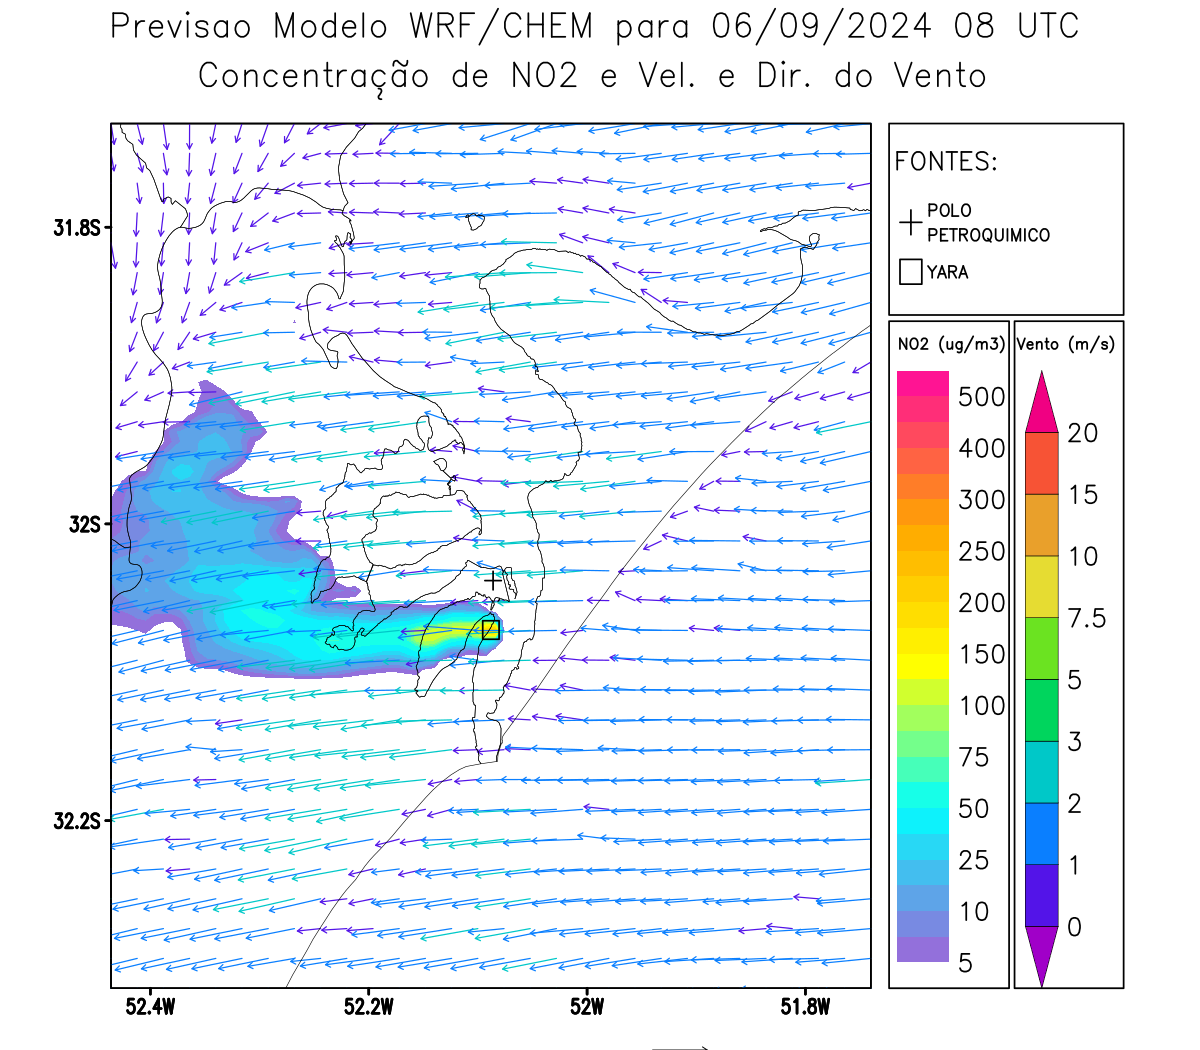 Previsao Modelo WRF/CHEM para 06/09/2024 08 UTC
Concentração de NO2 e Vel. e Dir. do Vento
FONTES:
POLO
PETROQUIMICO
YARA
NO2 (ug/m3)
500
400
300
250
200
150
100
75
50
25
10
5
Vento (m/s)
20
15
10
7.5
5
3
2
1
0
31.8S
32S
32.2S
52.4W
52.2W
52W
51.8W